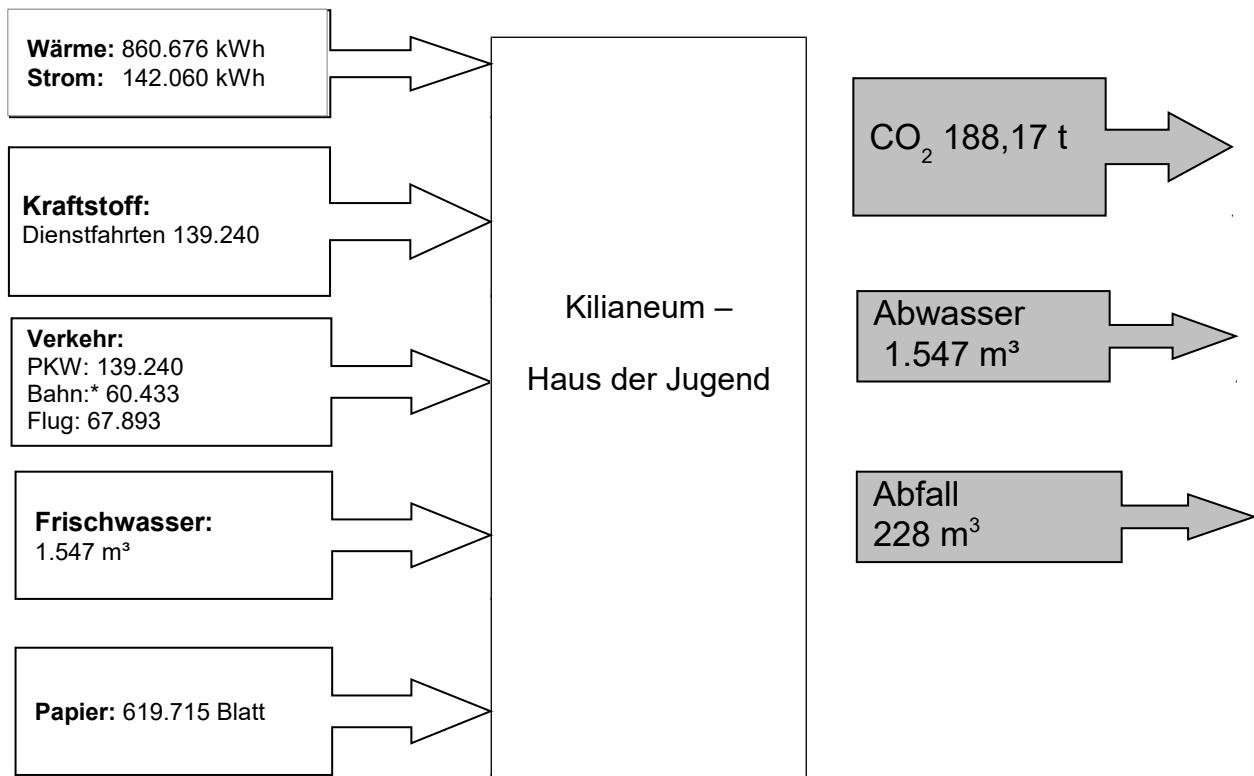 Wärme: 860.676 kWh
Strom: 142.060 kWh
Kraftstoff:
Dienstfahrten 139.240
Verkehr:
PKW: 139.240
Bahn:* 60.433
Flug: 67.893
Frischwasser:
1.547 m³
Papier: 619.715 Blatt
Kilianeum –
Haus der Jugend
CO₂ 188,17 t
Abwasser
1.547 m³
Abfall
228 m³